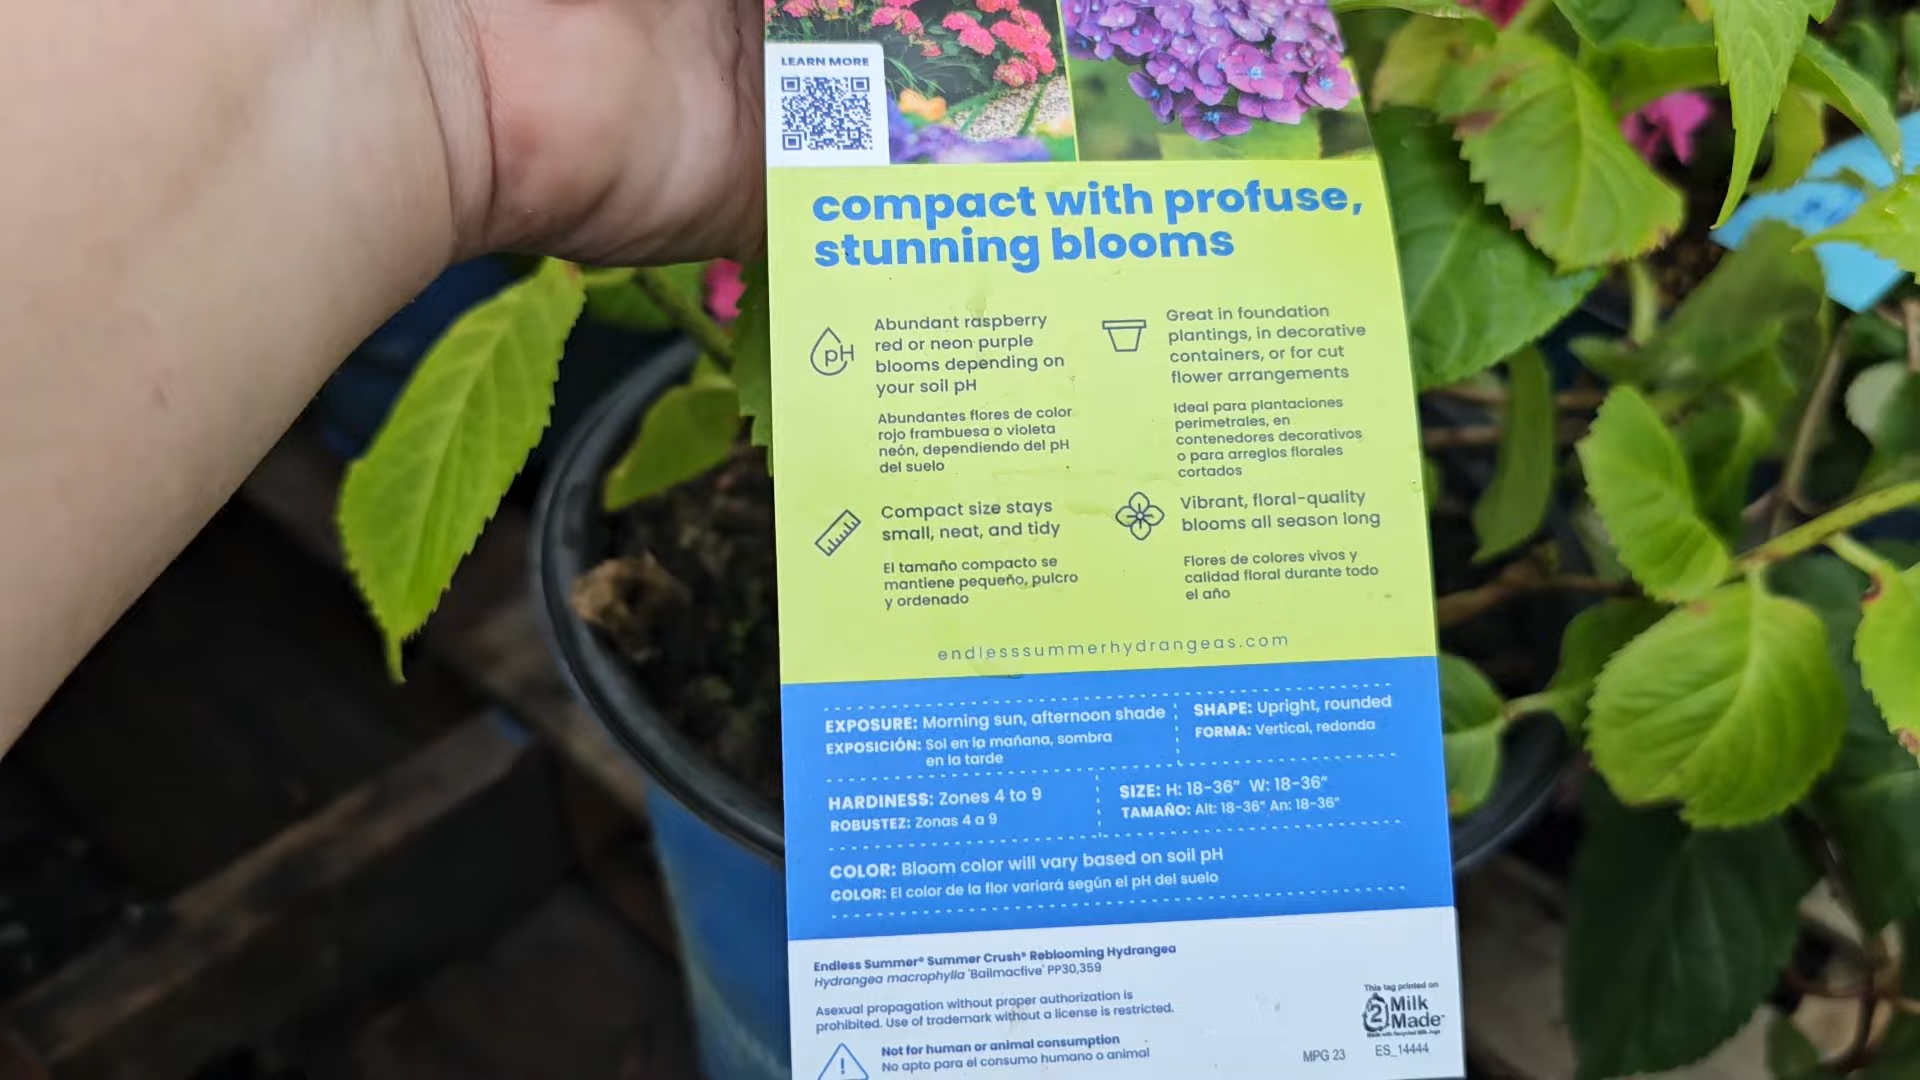 LEARN MORE
compact with profuse,
stunning blooms
pH
Abundant raspberry
red or neon purple
blooms depending on
your soil pH
Abundantes flores de color
rojo frambuesa o violeta
neón, dependiendo del pH
del suelo
Great in foundation
plantings, in decorative
containers, or for cut
flower arrangements
Ideal para plantaciones
perimetrales, en
contenedores decorativos
o para arreglos florales
cortados
Compact size stays
small, neat, and tidy
El tamaño compacto se
mantiene pequeño, pulcro
y ordenado
Vibrant, floral-quality
blooms all season long
Flores de colores vivos y
calidad floral durante todo
el año
endlesssummerhydrangeas.com
EXPOSURE: Morning sun, afternoon shade
EXPOSICIÓN: Sol en la mañana, sombra
en la tarde
SHAPE: Upright, rounded
FORMA: Vertical, redonda
HARDINESS: Zones 4 to 9
ROBUSTEZ: Zonas 4 a 9
SIZE: H: 18-36" W: 18-36"
TAMAÑO: Alt: 18-36" An: 18-36"
COLOR: Bloom color will vary based on soil pH
COLOR: El color de la flor variará según el pH del suelo
Endless Summer® Summer Crush® Reblooming Hydrangea
Hydrangea macrophylla 'Bailmacfive' PP30,359
Asexual propagation without proper authorization is
prohibited. Use of trademark without a license is restricted.
Not for human or animal consumption
No apto para el consumo humano o animal
This tag printed on
2 Milk
Made™
Made with Recycled Milk Jugs
MPG 23 ES_14444